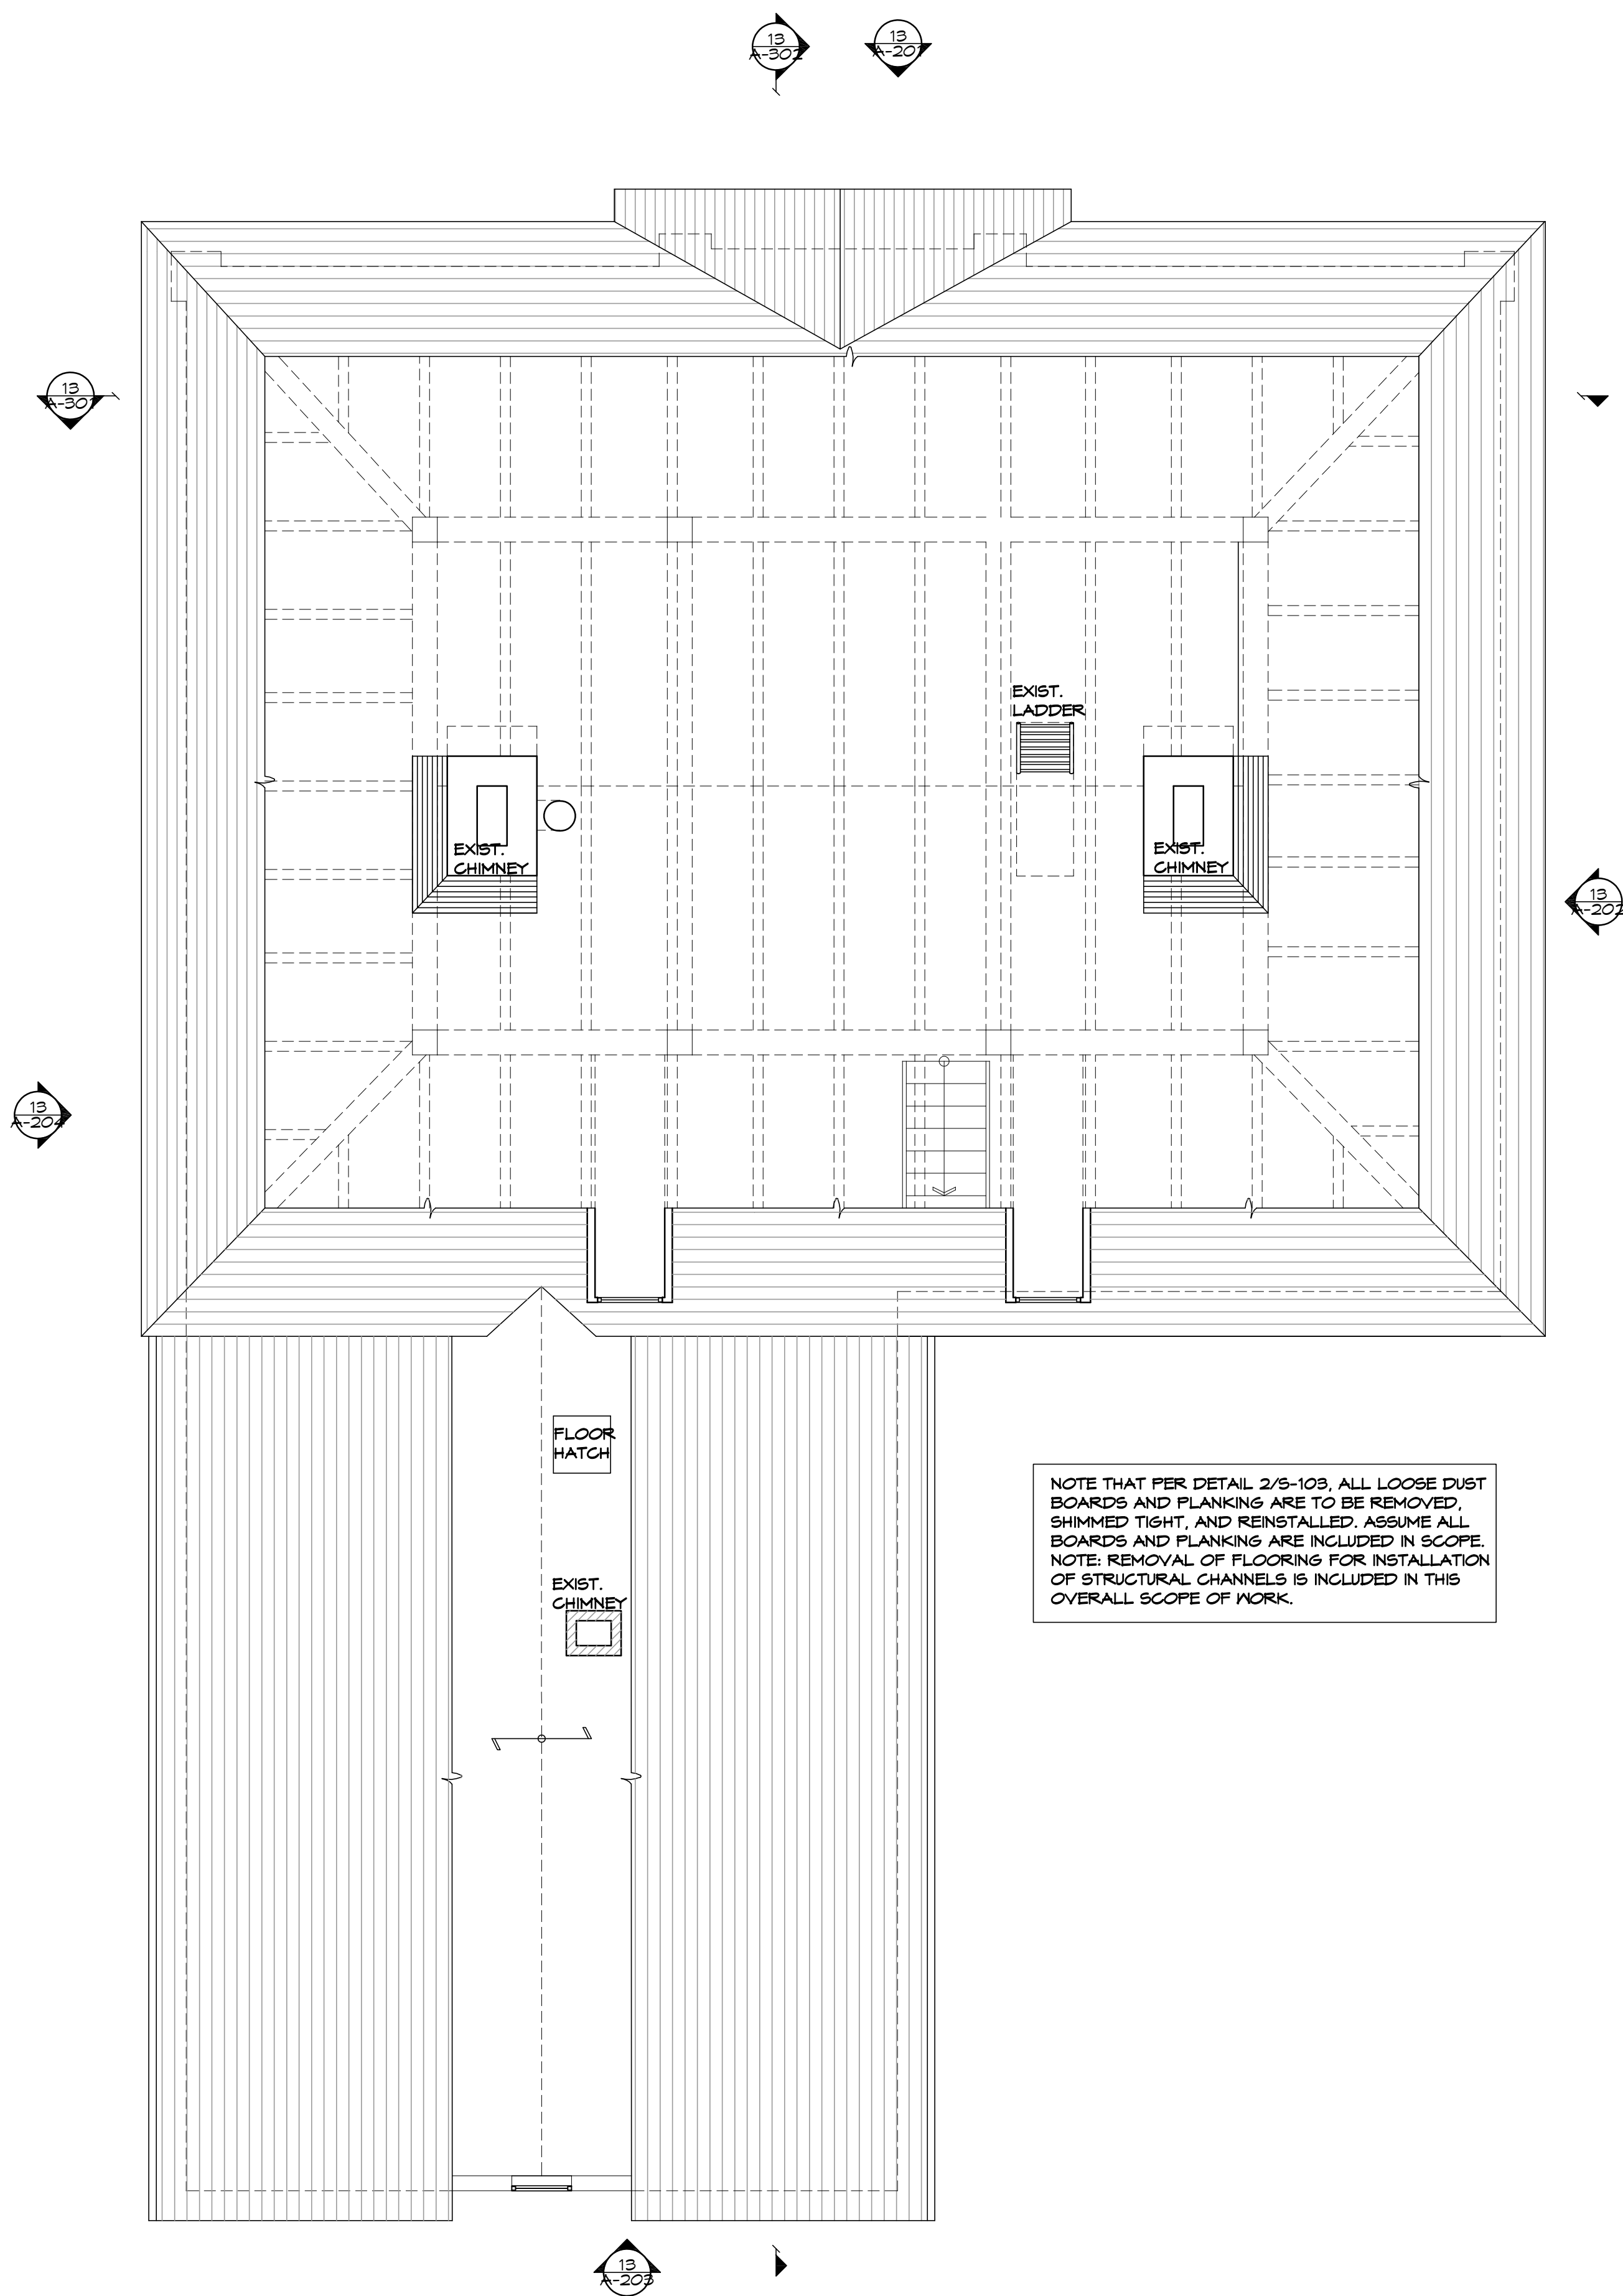 13
A-302
13
A-201
13
A-301
EXIST.
LADDER
EXIST.
CHIMNEY
EXIST.
CHIMNEY
13
A-202
13
A-204
FLOOR
HATCH
NOTE THAT PER DETAIL 2/S-103, ALL LOOSE DUST
BOARDS AND PLANKING ARE TO BE REMOVED,
SHIMMED TIGHT, AND REINSTALLED. ASSUME ALL
BOARDS AND PLANKING ARE INCLUDED IN SCOPE.
NOTE: REMOVAL OF FLOORING FOR INSTALLATION
OF STRUCTURAL CHANNELS IS INCLUDED IN THIS
OVERALL SCOPE OF WORK.
EXIST.
CHIMNEY
13
A-203